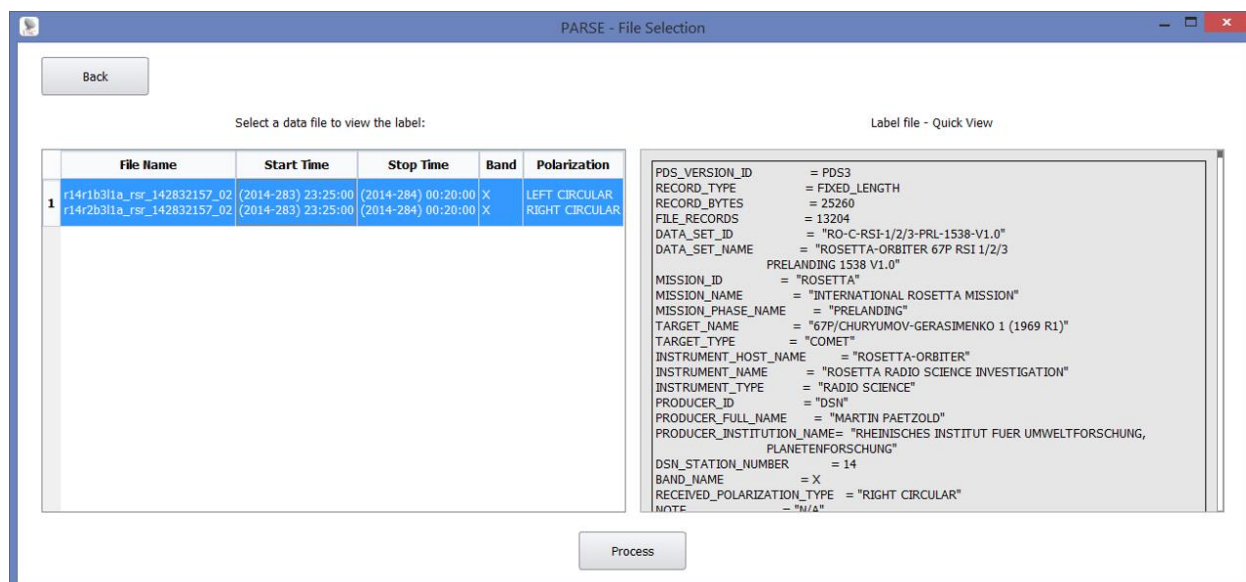 PARSE - File Selection
Back
Select a data file to view the label:
File Name Start Time Stop Time Band Polarization
1
r14r1b3l1a_rsr_142832157_02 (2014-283) 23:25:00 (2014-284) 00:20:00 X LEFT CIRCULAR
r14r2b3l1a_rsr_142832157_02 (2014-283) 23:25:00 (2014-284) 00:20:00 X RIGHT CIRCULAR
Label file - Quick View
PDS_VERSION_ID = PDS3
RECORD_TYPE = FIXED_LENGTH
RECORD_BYTES = 25260
FILE_RECORDS = 13204
DATA_SET_ID = "RO-C-RSI-1/2/3-PRL-1538-V1.0"
DATA_SET_NAME = "ROSETTA-ORBITER 67P RSI 1/2/3
PRELANDING 1538 V1.0"
MISSION_ID = "ROSETTA"
MISSION_NAME = "INTERNATIONAL ROSETTA MISSION"
MISSION_PHASE_NAME = "PRELANDING"
TARGET_NAME = "67P/CHURYUMOV-GERASIMENKO 1 (1969 R1)"
TARGET_TYPE = "COMET"
INSTRUMENT_HOST_NAME = "ROSETTA-ORBITER"
INSTRUMENT_NAME = "ROSETTA RADIO SCIENCE INVESTIGATION"
INSTRUMENT_TYPE = "RADIO SCIENCE"
PRODUCER_ID = "DSN"
PRODUCER_FULL_NAME = "MARTIN PAETZOLD"
PRODUCER_INSTITUTION_NAME= "RHEINISCHES INSTITUT FUER UMWELTFORSCHUNG,
PLANETENFORSCHUNG"
DSN_STATION_NUMBER = 14
BAND_NAME = X
RECEIVED_POLARIZATION_TYPE = "RIGHT CIRCULAR"
NOTE = "N/A"
Process